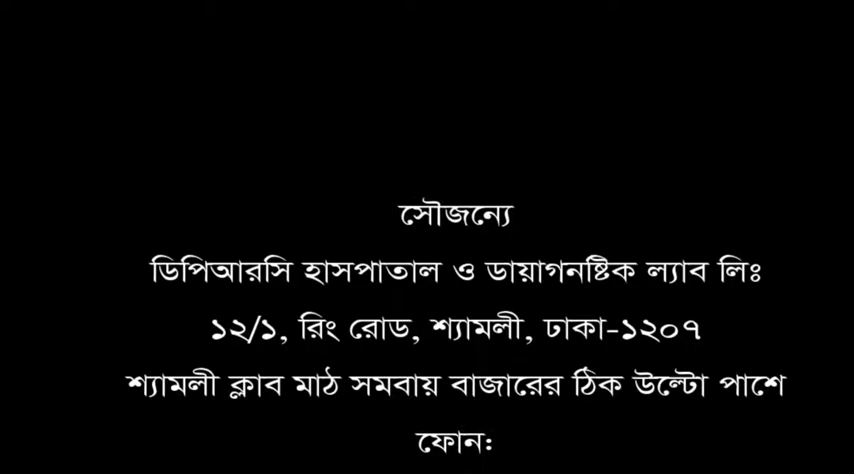 সৌজন্যে
ডিপিআরসি হাসপাতাল ও ডায়াগনষ্টিক ল্যাব লিঃ
১২/১, রিং রোড, শ্যামলী, ঢাকা-১২০৭
শ্যামলী ক্লাব মাঠ সমবায় বাজারের ঠিক উল্টো পাশে
ফোন: